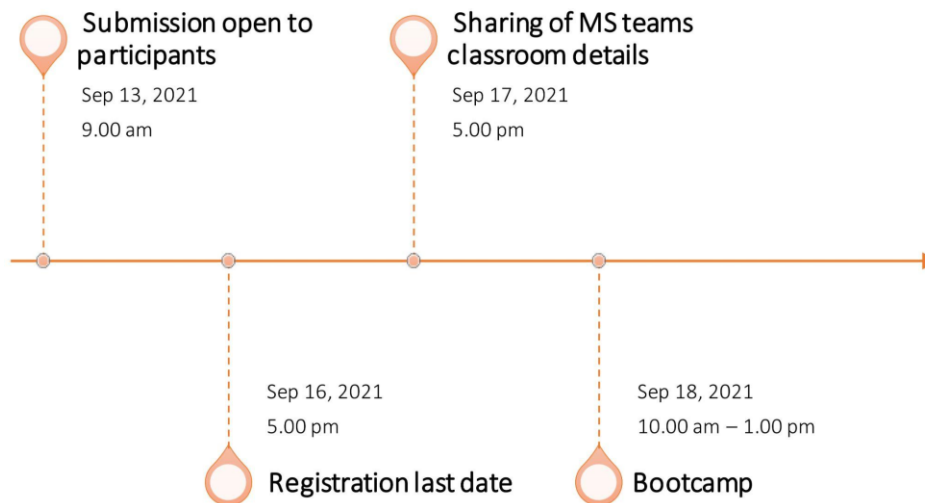 Submission open to
participants
Sep 13, 2021
9.00 am
Sharing of MS teams
classroom details
Sep 17, 2021
5.00 pm
Sep 16, 2021
5.00 pm
Registration last date
Sep 18, 2021
10.00 am – 1.00 pm
Bootcamp